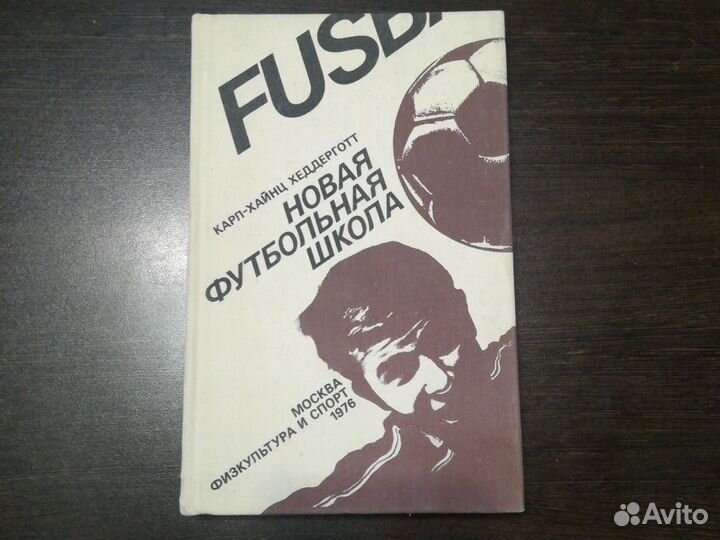 FUSB
КАРЛ-ХАЙНЦ ХЕДДЕРГОТТ
НОВАЯ
ФУТБОЛЬНАЯ
ШКОЛА
МОСКВА
ФИЗКУЛЬТУРА И СПОРТ
1976
Avito